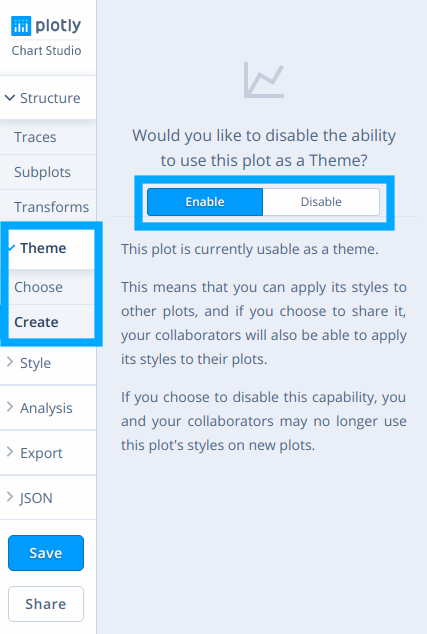 plotly
Chart Studio
Structure
Traces
Subplots
Transforms
Theme
Choose
Create
Style
Analysis
Export
JSON
Save
Share
Would you like to disable the ability
to use this plot as a Theme?
Enable Disable
This plot is currently usable as a theme.
This means that you can apply its styles to
other plots, and if you choose to share it,
your collaborators will also be able to apply
its styles to their plots.
If you choose to disable this capability, you
and your collaborators may no longer use
this plot's styles on new plots.